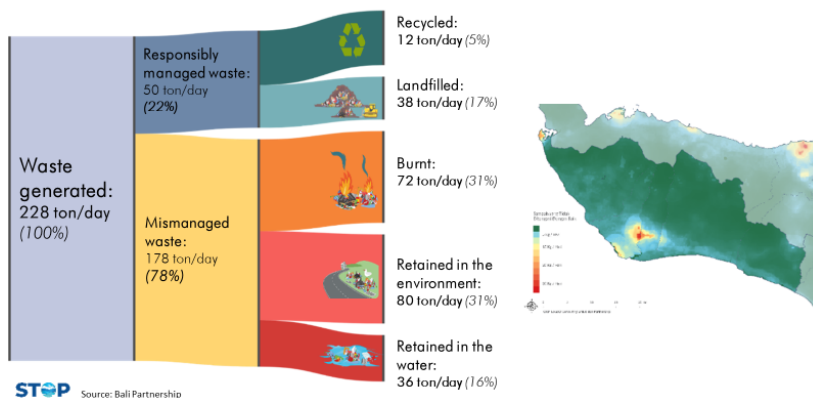 Waste
generated:
228 ton/day
(100%)
Responsibly
managed waste:
50 ton/day
(22%)
Mismanaged
waste:
178 ton/day
(78%)
Recycled:
12 ton/day (5%)
Landfilled:
38 ton/day (17%)
Burnt:
72 ton/day (31%)
Retained in the
environment:
80 ton/day (31%)
Retained in the
water:
36 ton/day (16%)
STOP
Source: Bali Partnership